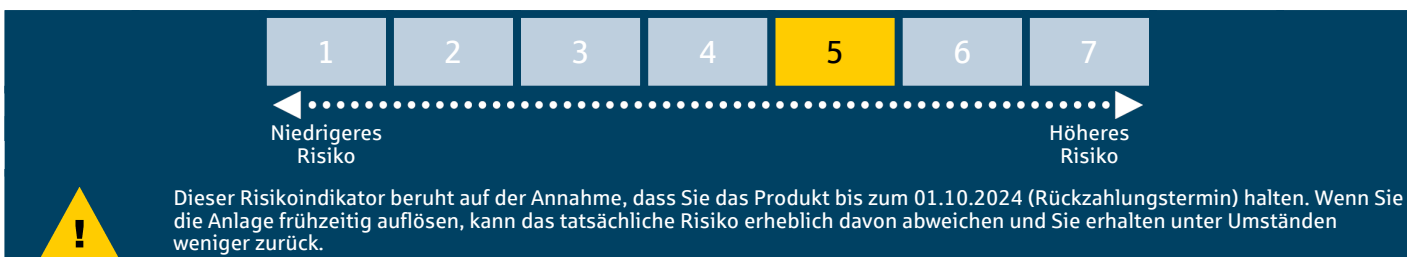 1 2 3 4 5 6 7
Niedrigeres Höheres
Risiko Risiko
Dieser Risikoindikator beruht auf der Annahme, dass Sie das Produkt bis zum 01.10.2024 (Rückzahlungstermin) halten. Wenn Sie
die Anlage frühzeitig auflösen, kann das tatsächliche Risiko erheblich davon abweichen und Sie erhalten unter Umständen
weniger zurück.
!